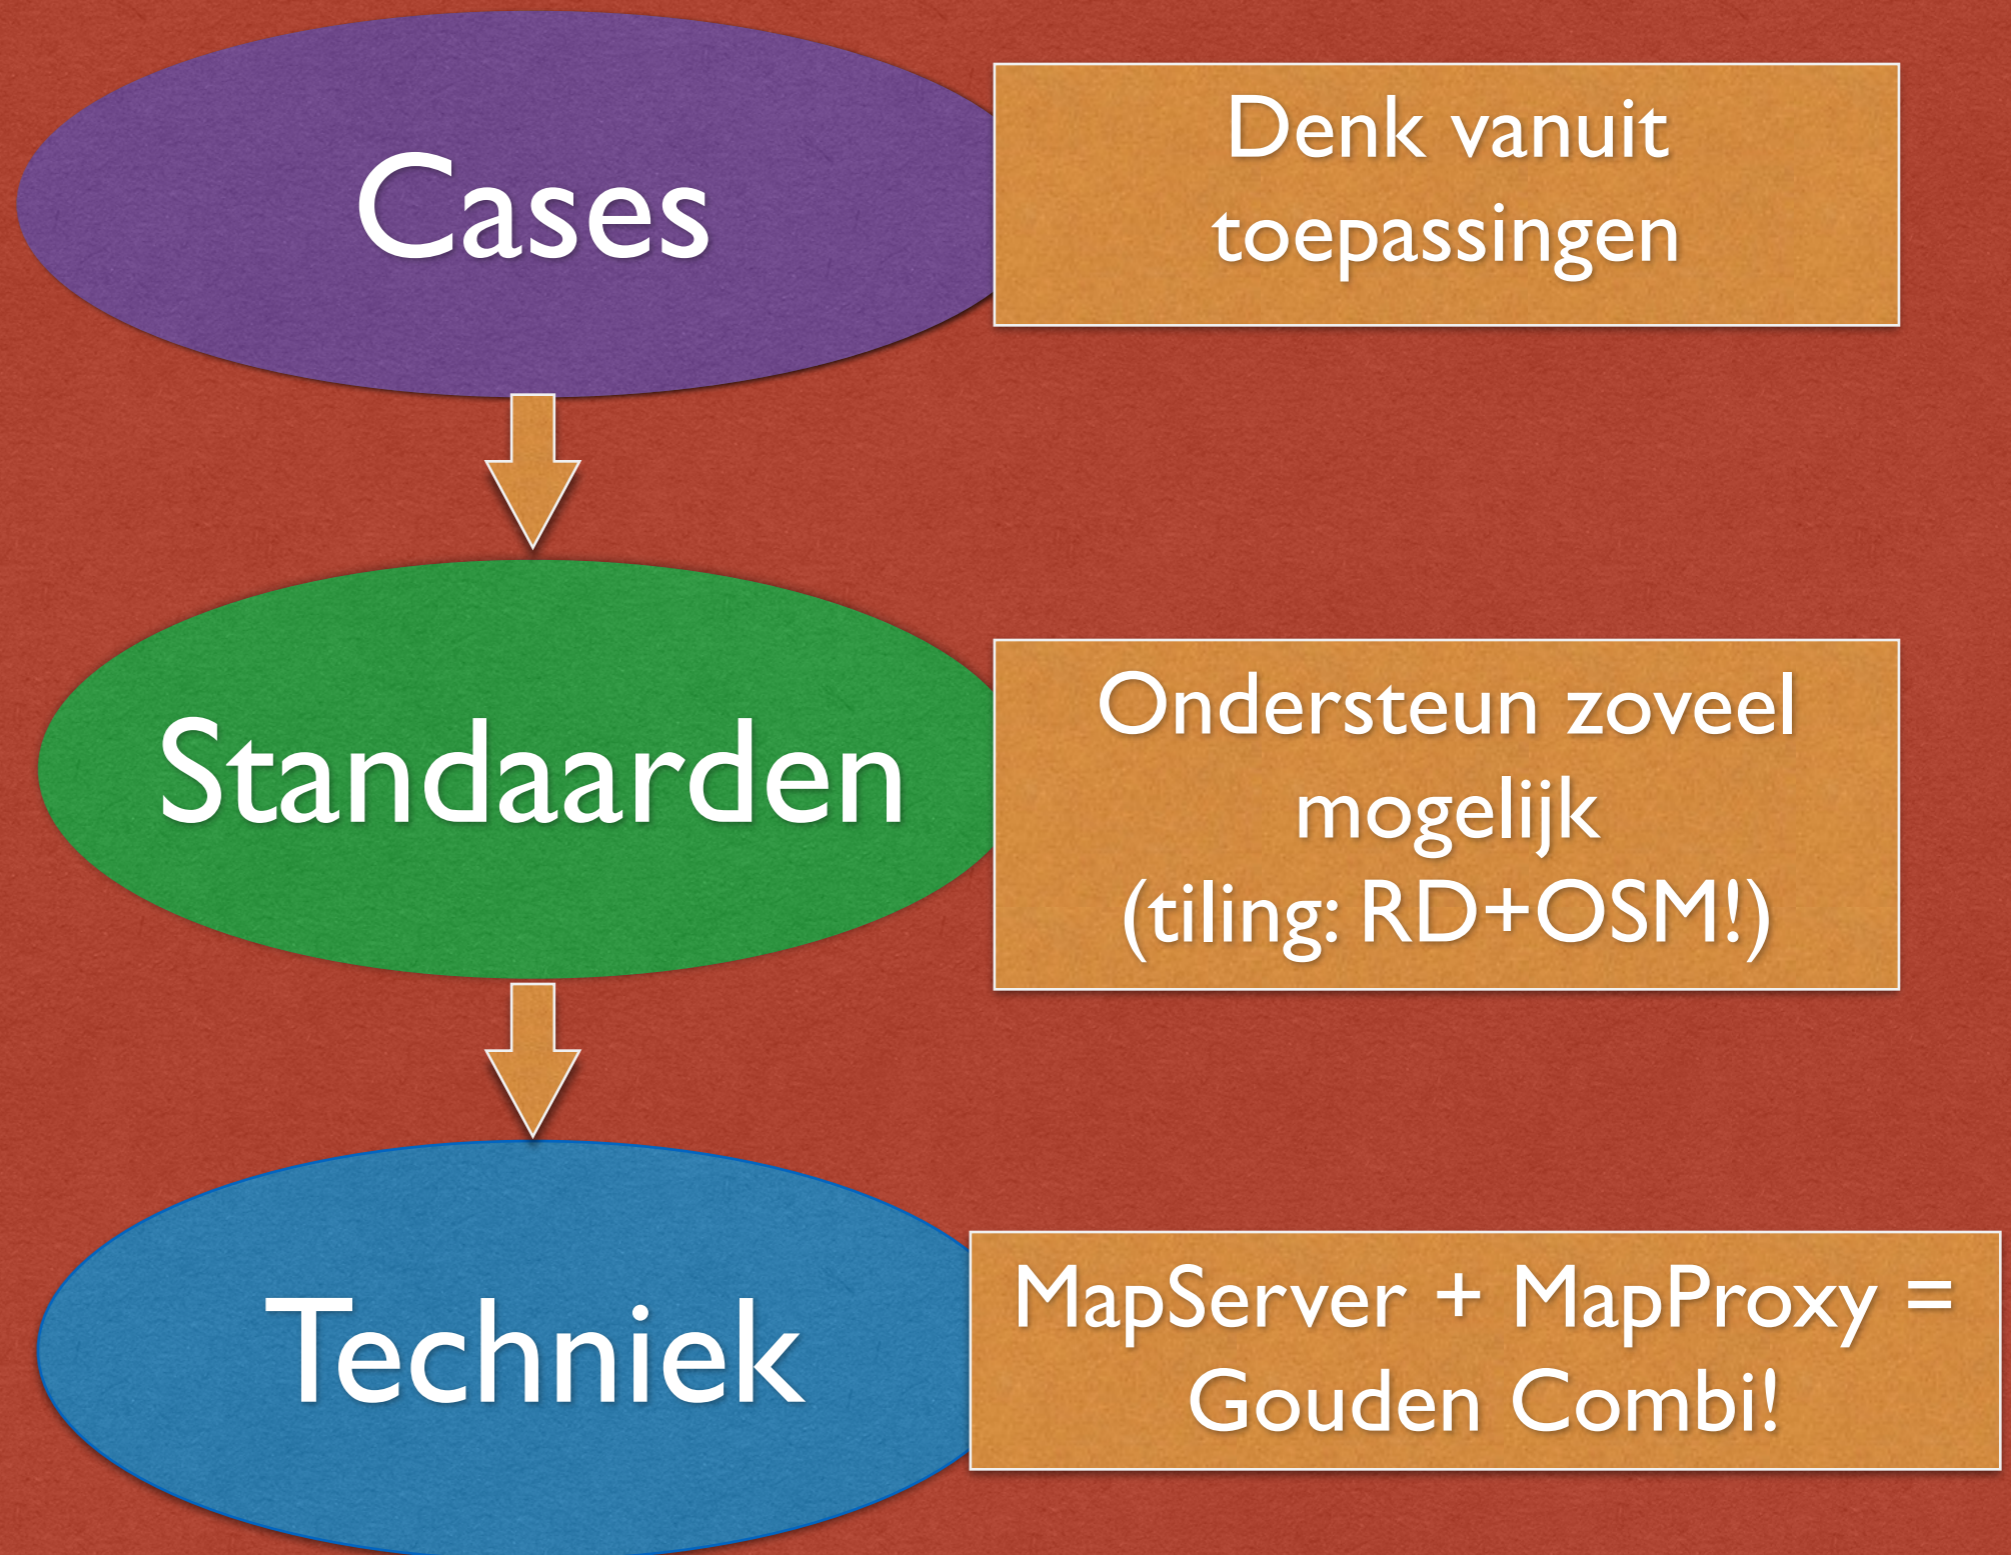 Cases
Denk vanuit
toepassingen
Standaarden
Ondersteun zoveel
mogelijk
(tiling: RD+OSM!)
Techniek
MapServer + MapProxy =
Gouden Combi!